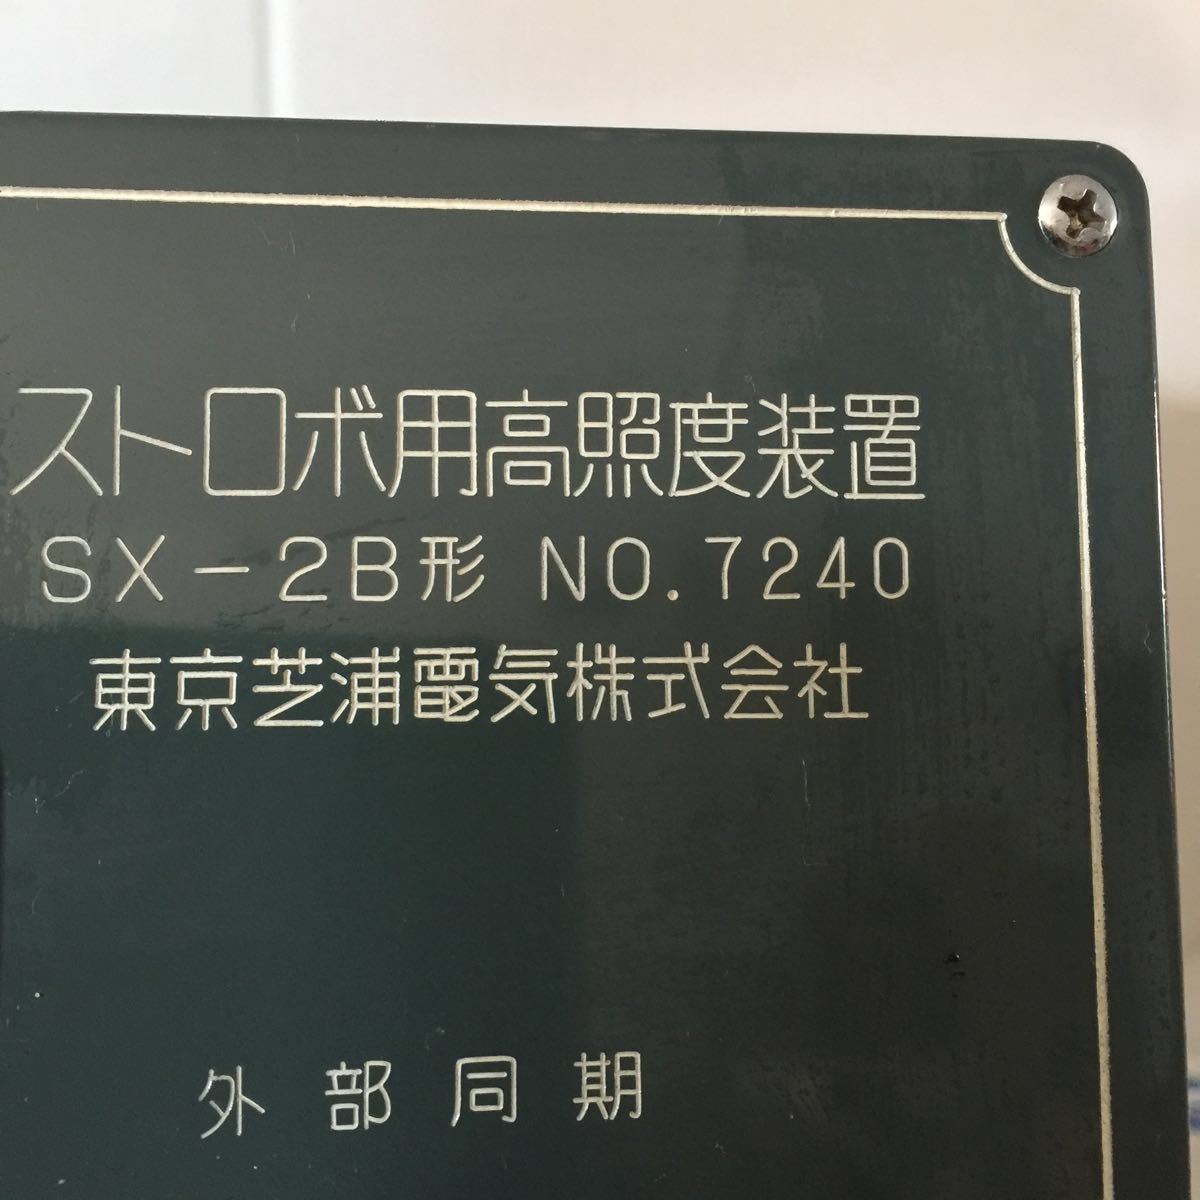 ストロボ用高照度装置
SX-2B形 NO.7240
東京芝浦電気株式会社
外部同期